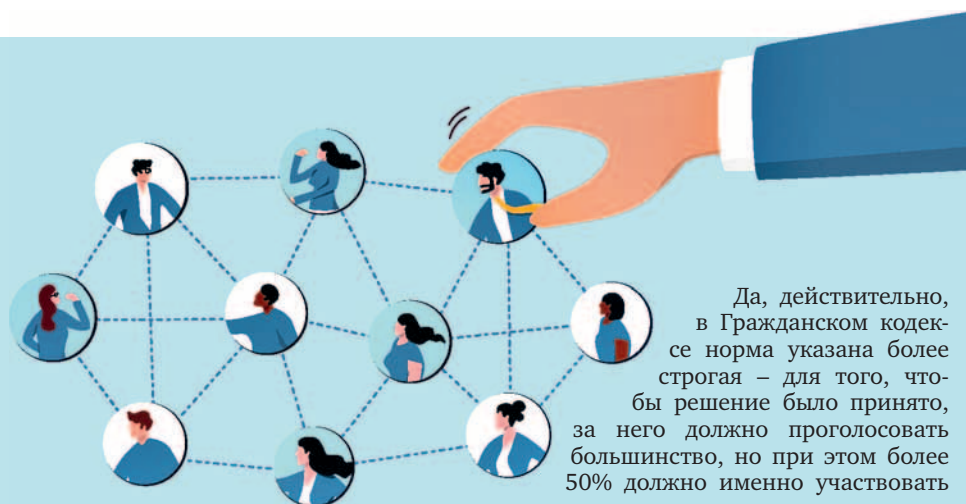 Да, действительно,
в Гражданском кодек-
се норма указана более
строгая – для того, что-
бы решение было принято,
за него должно проголосовать
большинство, но при этом более
50% должно именно участвовать